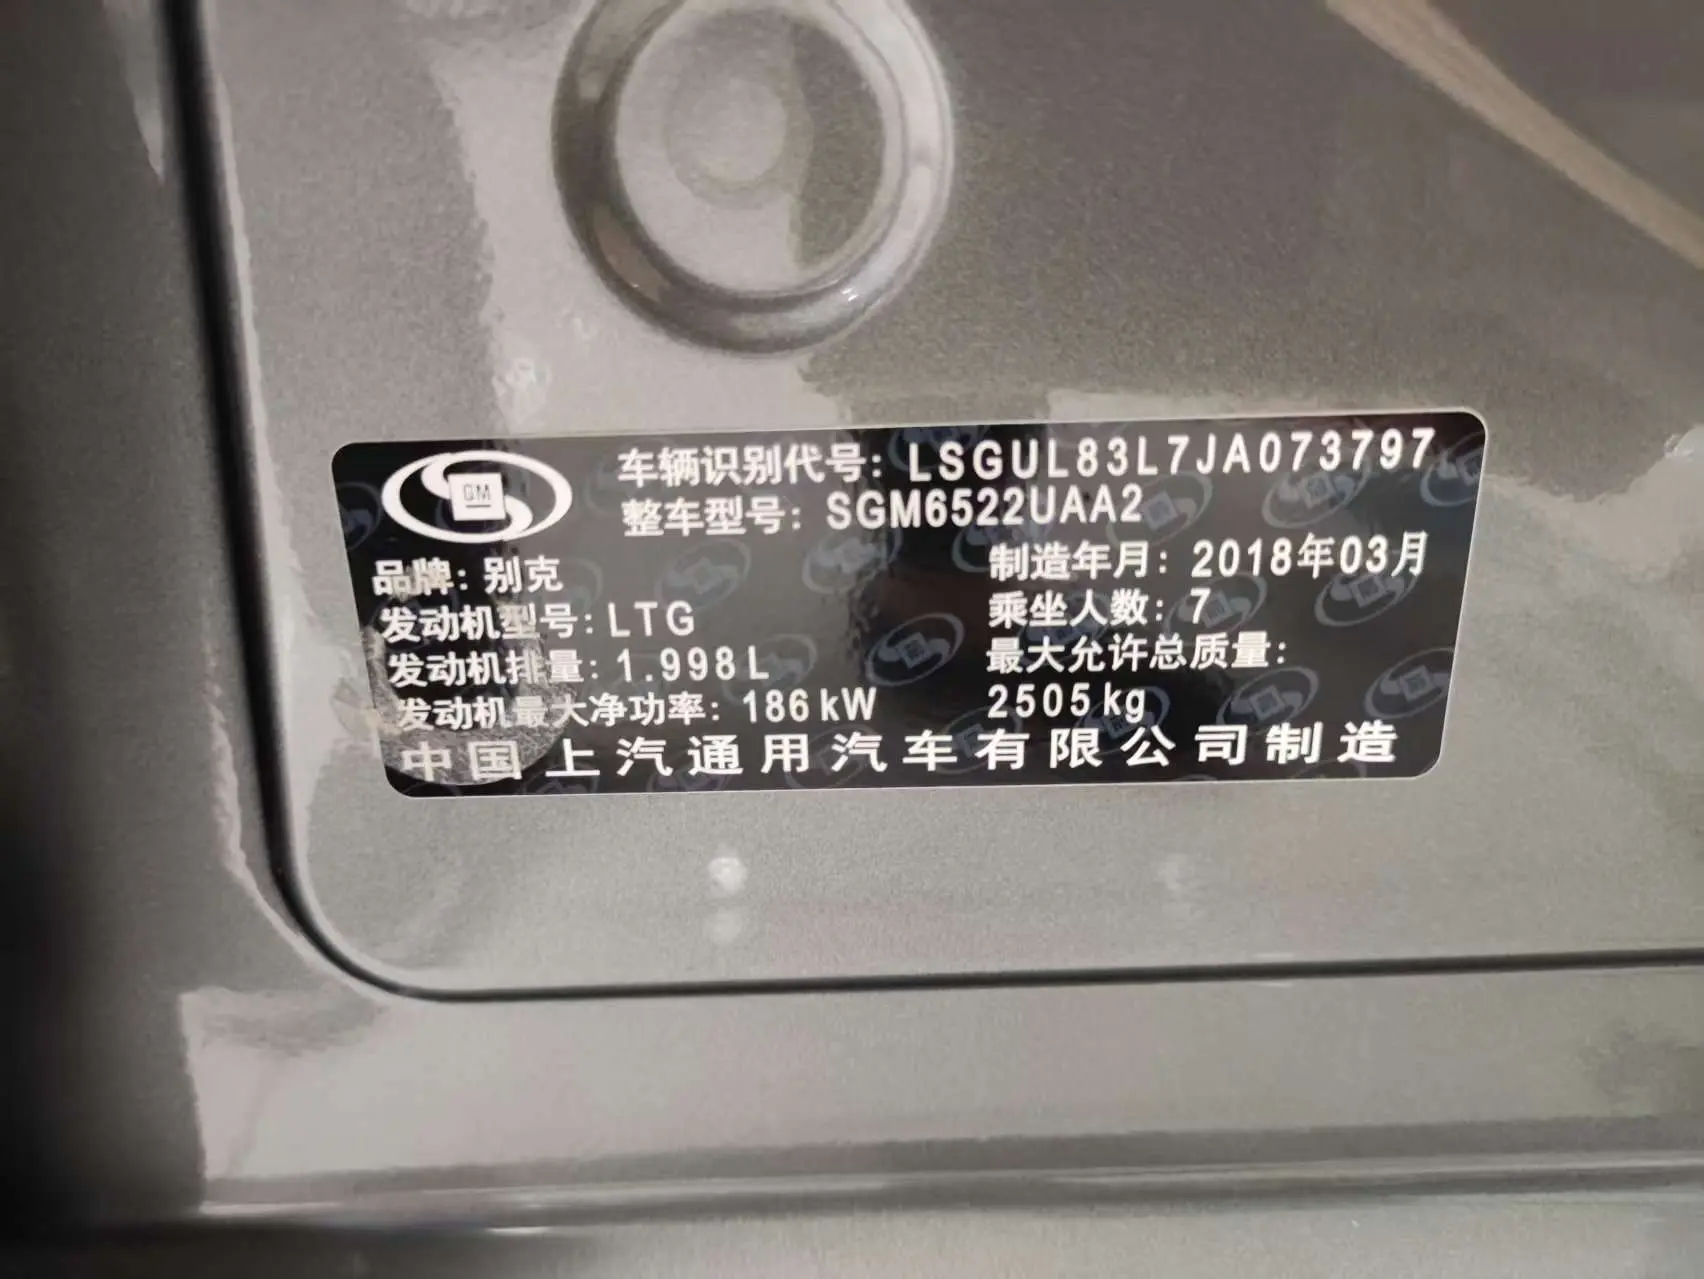 GM
车辆识别代号: LSGUL83L7JA073797
整车型号: SGM6522UAA2
品牌: 别克
制造年月: 2018年03月
发动机型号: LTG
乘坐人数: 7
发动机排量: 1.998L
最大允许总质量:
发动机最大净功率: 186kW
2505kg
中国上汽通用汽车有限公司制造